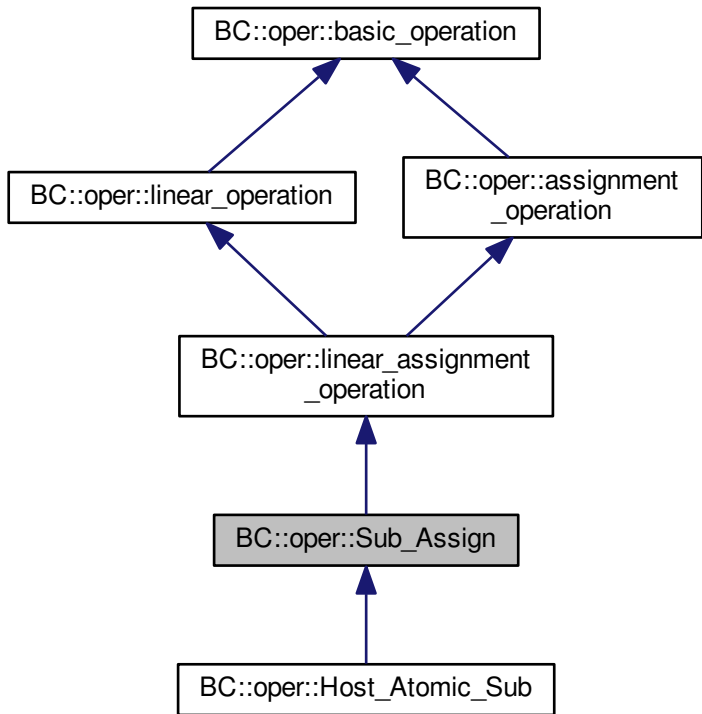 BC::oper::basic_operation
BC::oper::linear_operation
BC::oper::assignment
_operation
BC::oper::linear_assignment
_operation
BC::oper::Sub_Assign
BC::oper::Host_Atomic_Sub